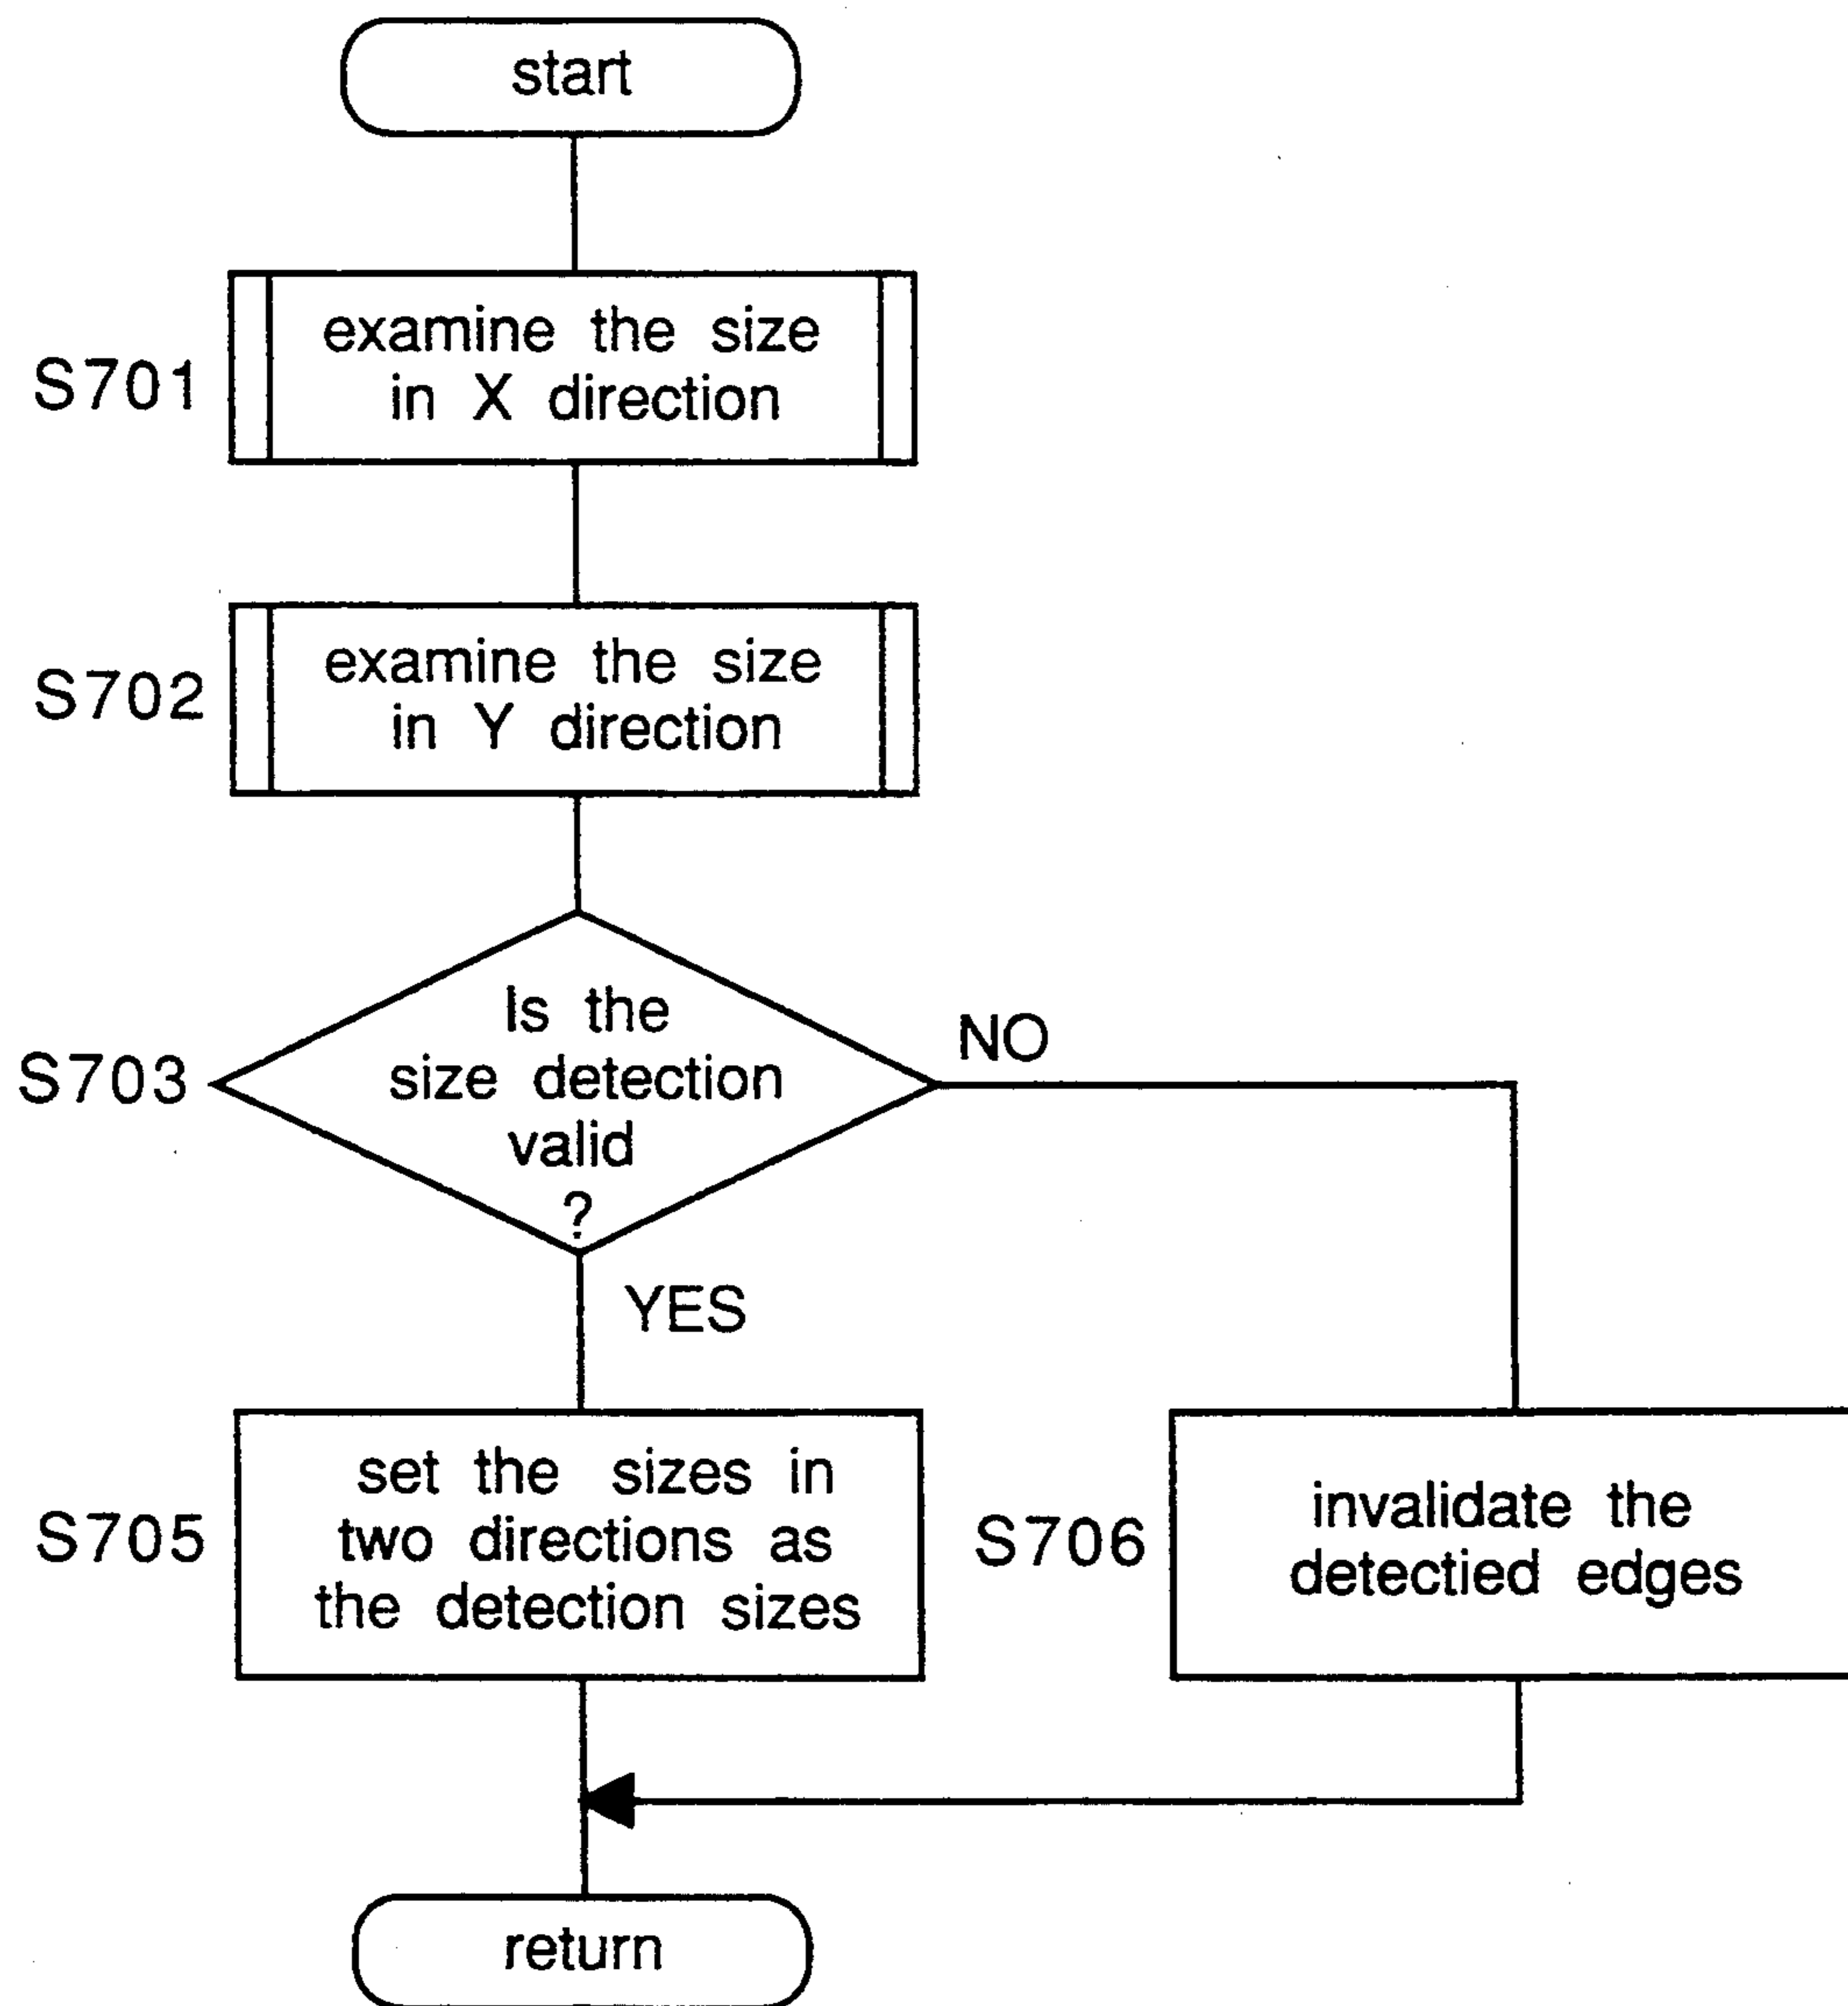 start
S701
examine the size
in X direction
S702
examine the size
in Y direction
S703
Is the
size detection
valid
?
NO
YES
S705
set the sizes in
two directions as
the detection sizes
S706
invalidate the
detectied edges
return